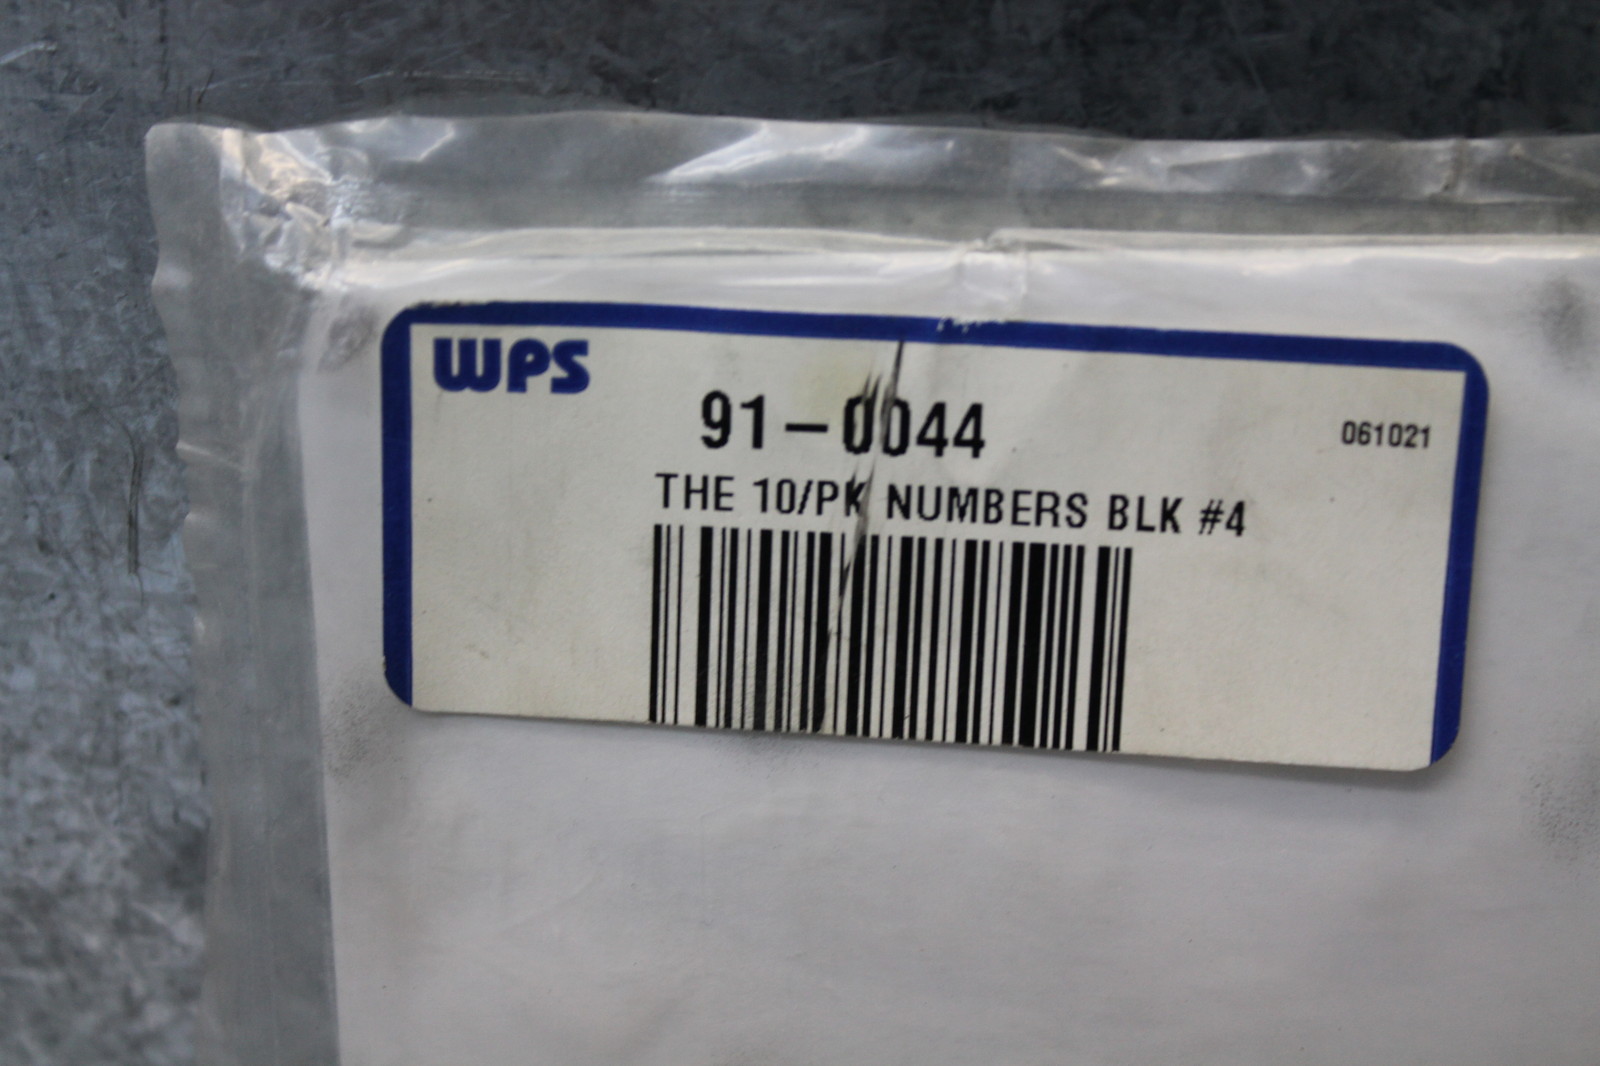 WPS
91-0044
061021
THE 10/PK NUMBERS BLK #4